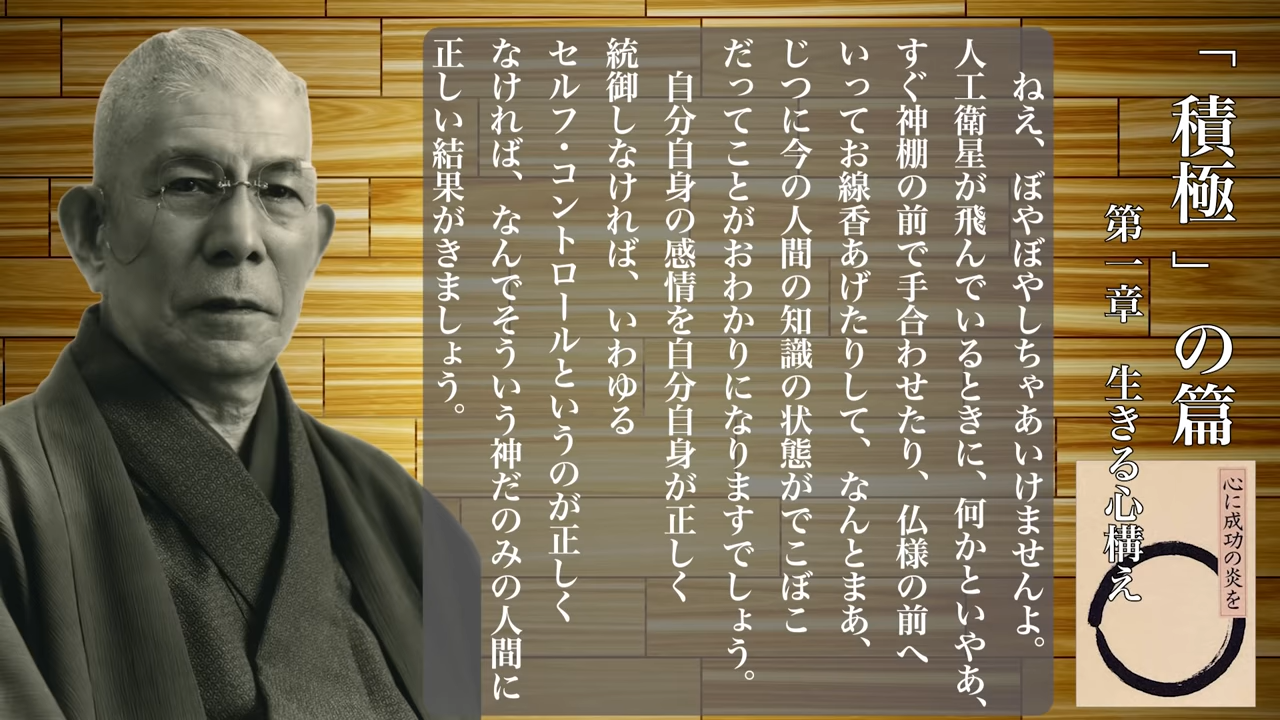 「積極」の篇
第一章 生きる心構え
心に成功の炎を
ねえ、ぼやぼやしちゃあいけませんよ。
人工衛星が飛んでいるときに、何かといやあ、
すぐ神棚の前で手合わせたり、仏様の前へ
いってお線香あげたりして、なんとまあ、
じつに今の人間の知識の状態がでこぼこ
だってことがおわかりになりますでしょう。
自分自身の感情を自分自身が正しく
統御しなければ、いわゆる
セルフ・コントロールというのが正しく
なければ、なんでそういう神だのみの人間に
正しい結果がきましょう。